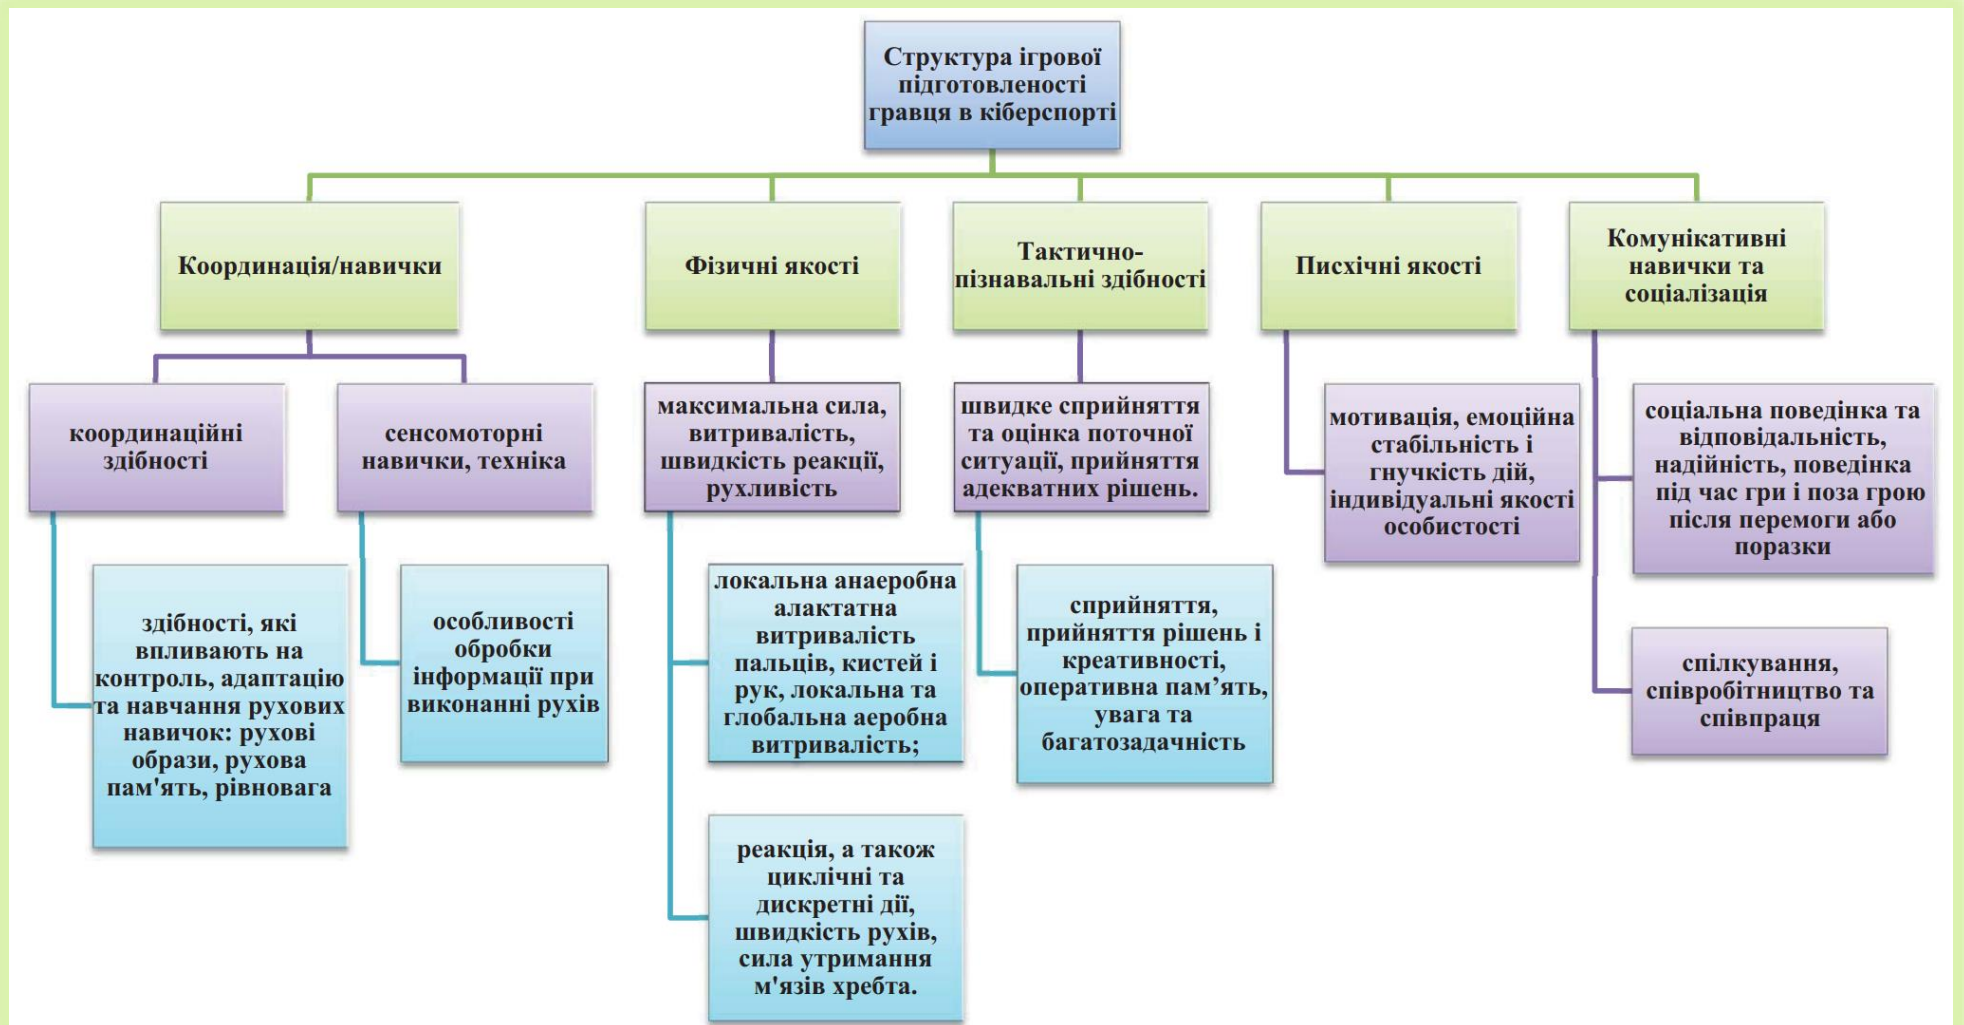 Структура ігрової
підготовленості
гравця в кіберспорті
Координація/навички
Фізичні якості
Тактично-
пізнавальні здібності
Писхічні якості
Комунікативні
навички та
соціалізація
координаційні
здібності
сенсомоторні
навички, техніка
максимальна сила,
витривалість,
швидкість реакції,
рухливість
швидке сприйняття
та оцінка поточної
ситуації, прийняття
адекватних рішень.
мотивація, емоційна
стабільність і
гнучкість дій,
індивідуальні якості
особистості
соціальна поведінка та
відповідальність,
надійність, поведінка
під час гри і поза грою
після перемоги або
поразки
здібності, які
впливають на
контроль, адаптацію
та навчання рухових
навичок: рухові
образи, рухова
пам'ять, рівновага
особливості
обробки
інформації при
виконанні рухів
локальна анаеробна
алактатна
витривалість
пальців, кистей і
рук, локальна та
глобальна аеробна
витривалість;
сприйняття,
прийняття рішень і
креативності,
оперативна пам’ять,
увага та
багатозадачність
спілкування,
співробітництво та
співпраця
реакція, а також
циклічні та
дискретні дії,
швидкість рухів,
сила утримання
м'язів хребта.